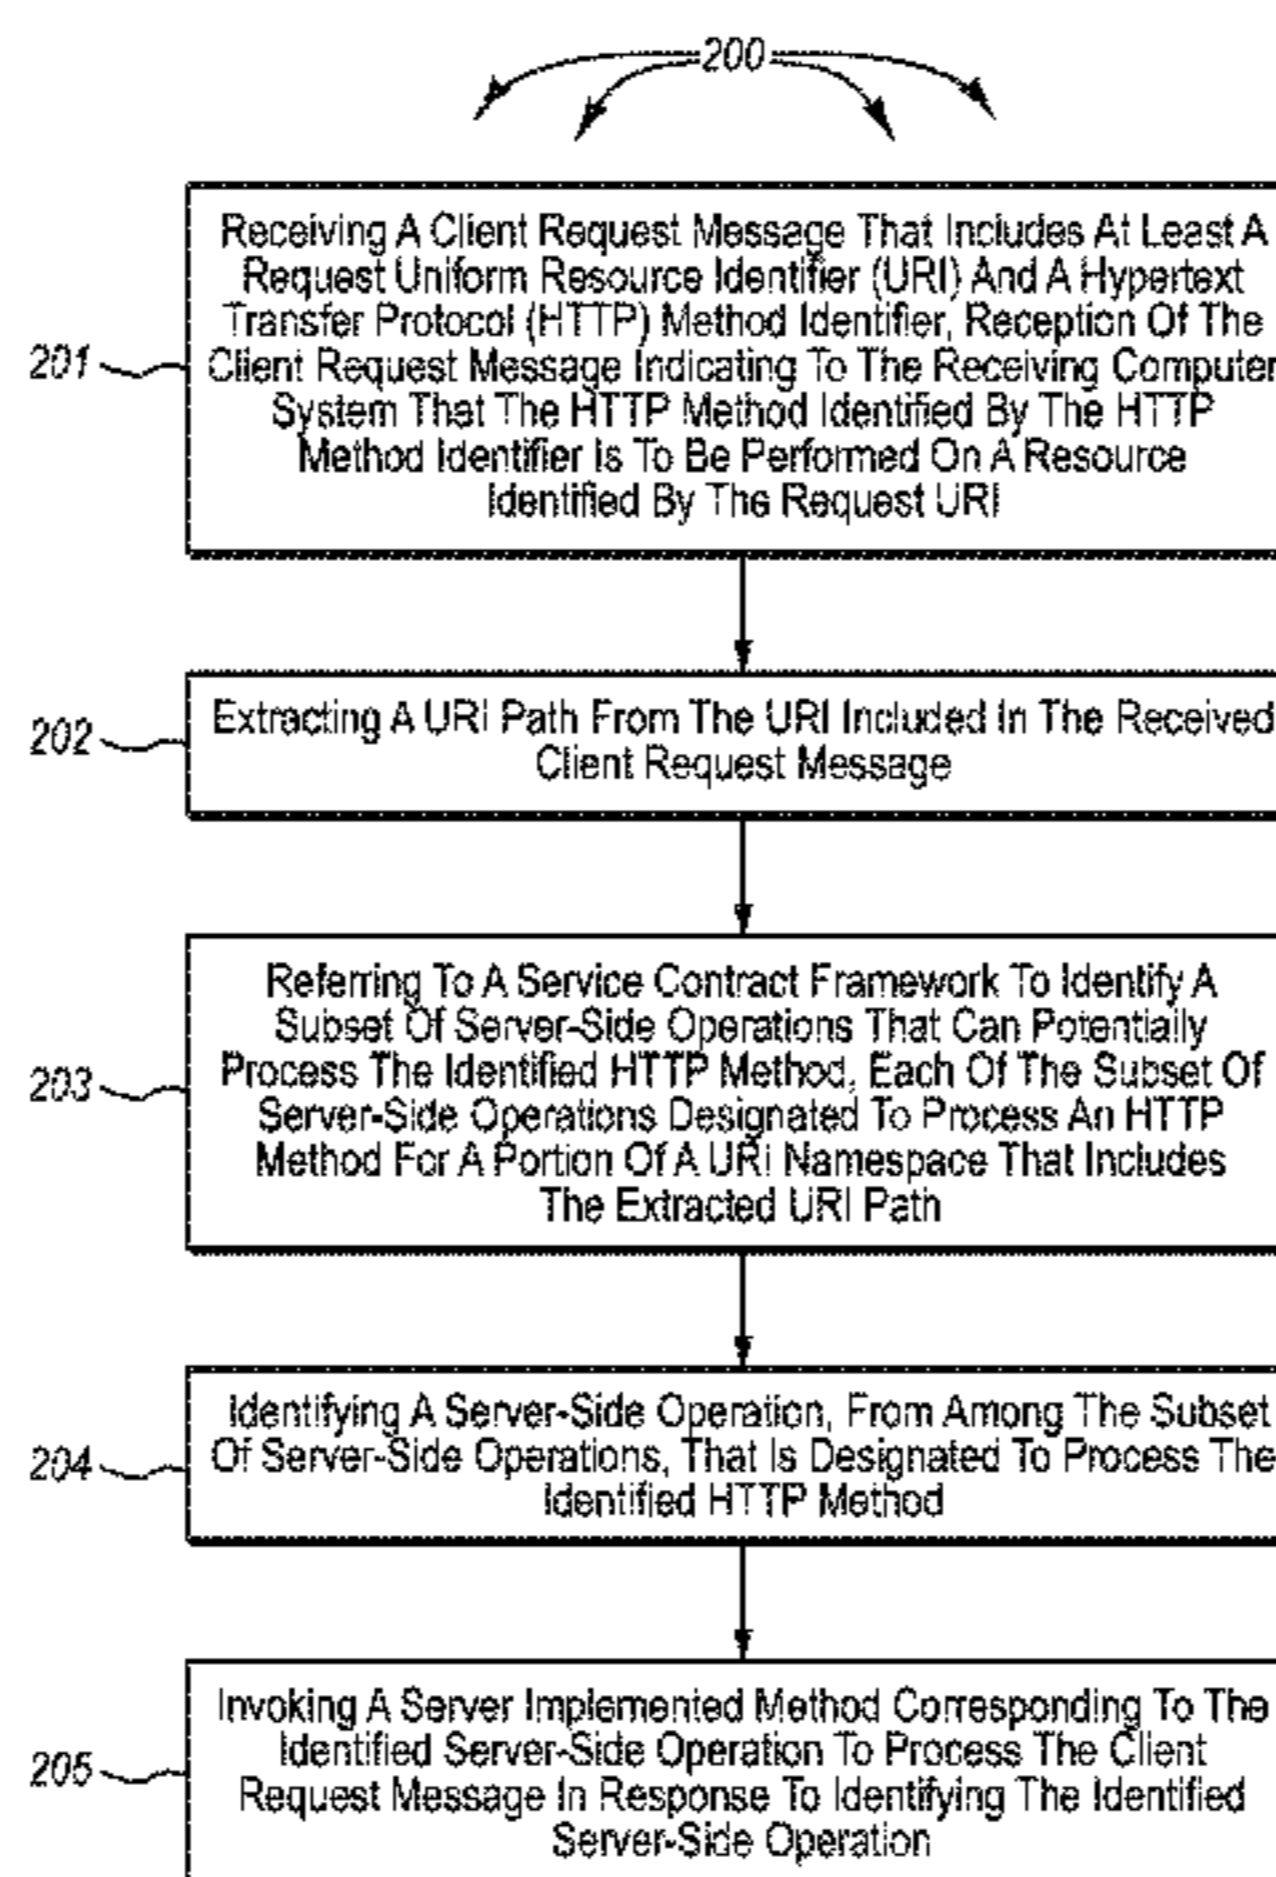 200
201
Receiving A Client Request Message That Includes At Least A
Request Uniform Resource Identifier (URI) And A Hypertext
Transfer Protocol (HTTP) Method Identifier, Reception Of The
Client Request Message Indicating To The Receiving Computer
System That The HTTP Method Identified By The HTTP
Method Identifier Is To Be Performed On A Resource
Identified By The Request URI
202
Extracting A URI Path From The URI Included In The Received
Client Request Message
203
Referring To A Service Contract Framework To Identify A
Subset Of Server-Side Operations That Can Potentially
Process The Identified HTTP Method, Each Of The Subset Of
Server-Side Operations Designated To Process An HTTP
Method For A Portion Of A URI Namespace That Includes
The Extracted URI Path
204
Identifying A Server-Side Operation, From Among The Subset
Of Server-Side Operations, That Is Designated To Process The
Identified HTTP Method
205
Invoking A Server Implemented Method Corresponding To The
Identified Server-Side Operation To Process The Client
Request Message In Response To Identifying The Identified
Server-Side Operation